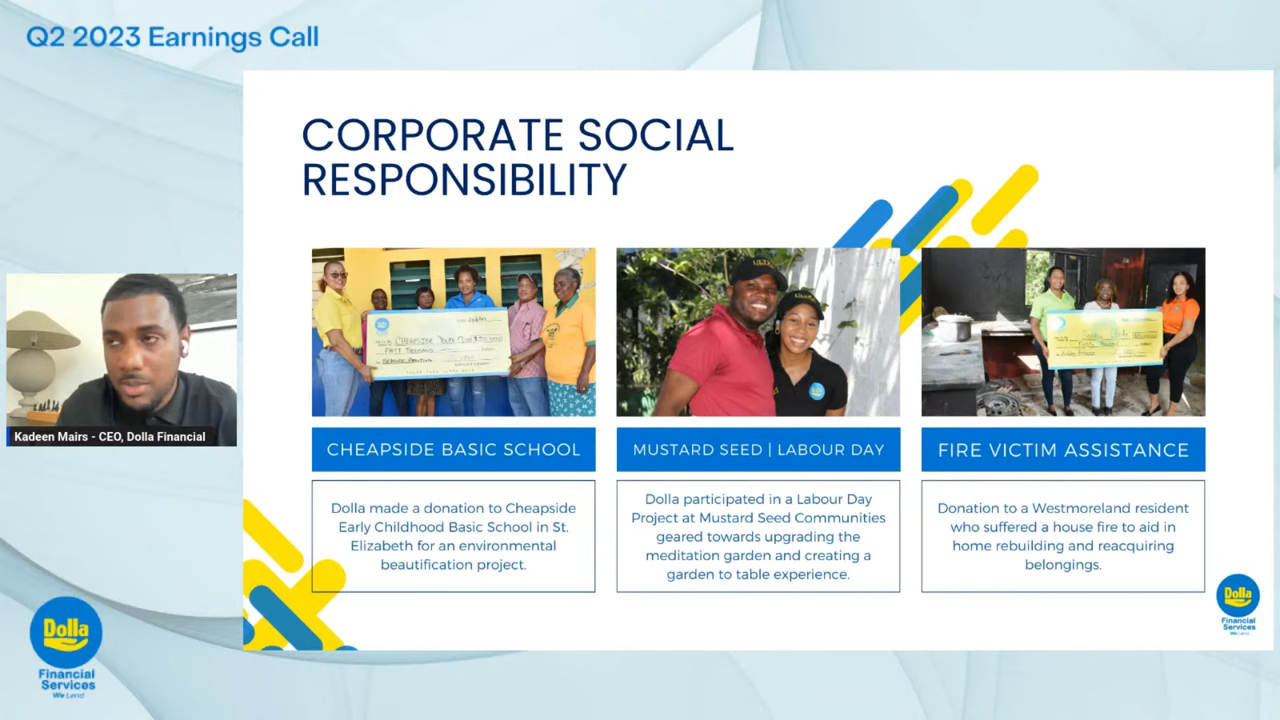 Q2 2023 Earnings Call
CORPORATE SOCIAL
RESPONSIBILITY
Kadeen Mairs - CEO, Dolla Financial
CHEAPSIDE BASIC SCHOOL
MUSTARD SEED | LABOUR DAY
FIRE VICTIM ASSISTANCE
Dolla made a donation to Cheapside
Early Childhood Basic School in St.
Elizabeth for an environmental
beautification project.
Dolla participated in a Labour Day
Project at Mustard Seed Communities
geared towards upgrading the
meditation garden and creating a
garden to table experience.
Donation to a Westmoreland resident
who suffered a house fire to aid in
home rebuilding and reacquiring
belongings.
Dolla
Financial
Services
We Lend
Dolla
Financial
Services
We Lend